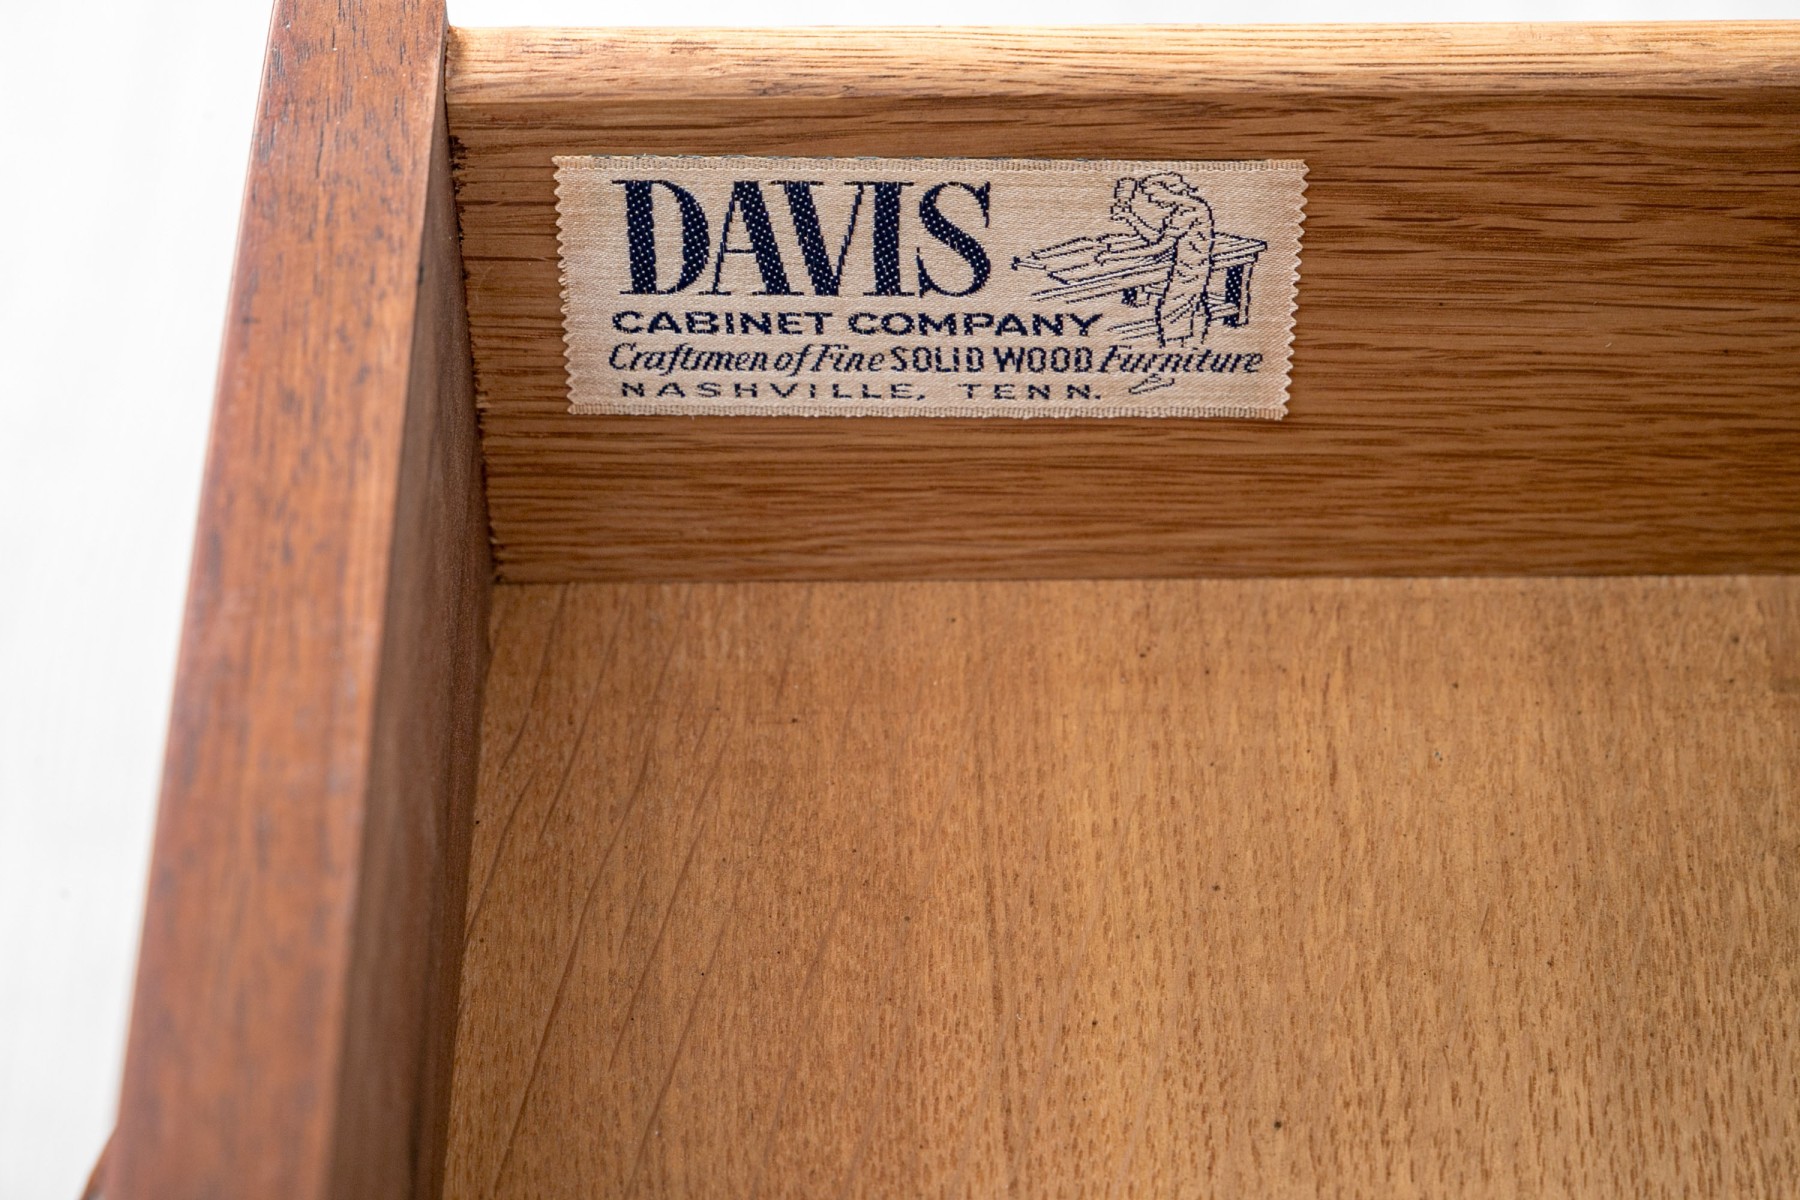 DAVIS
CABINET COMPANY
Craftsmen of Fine SOLID WOOD Furniture
NASHVILLE, TENN.